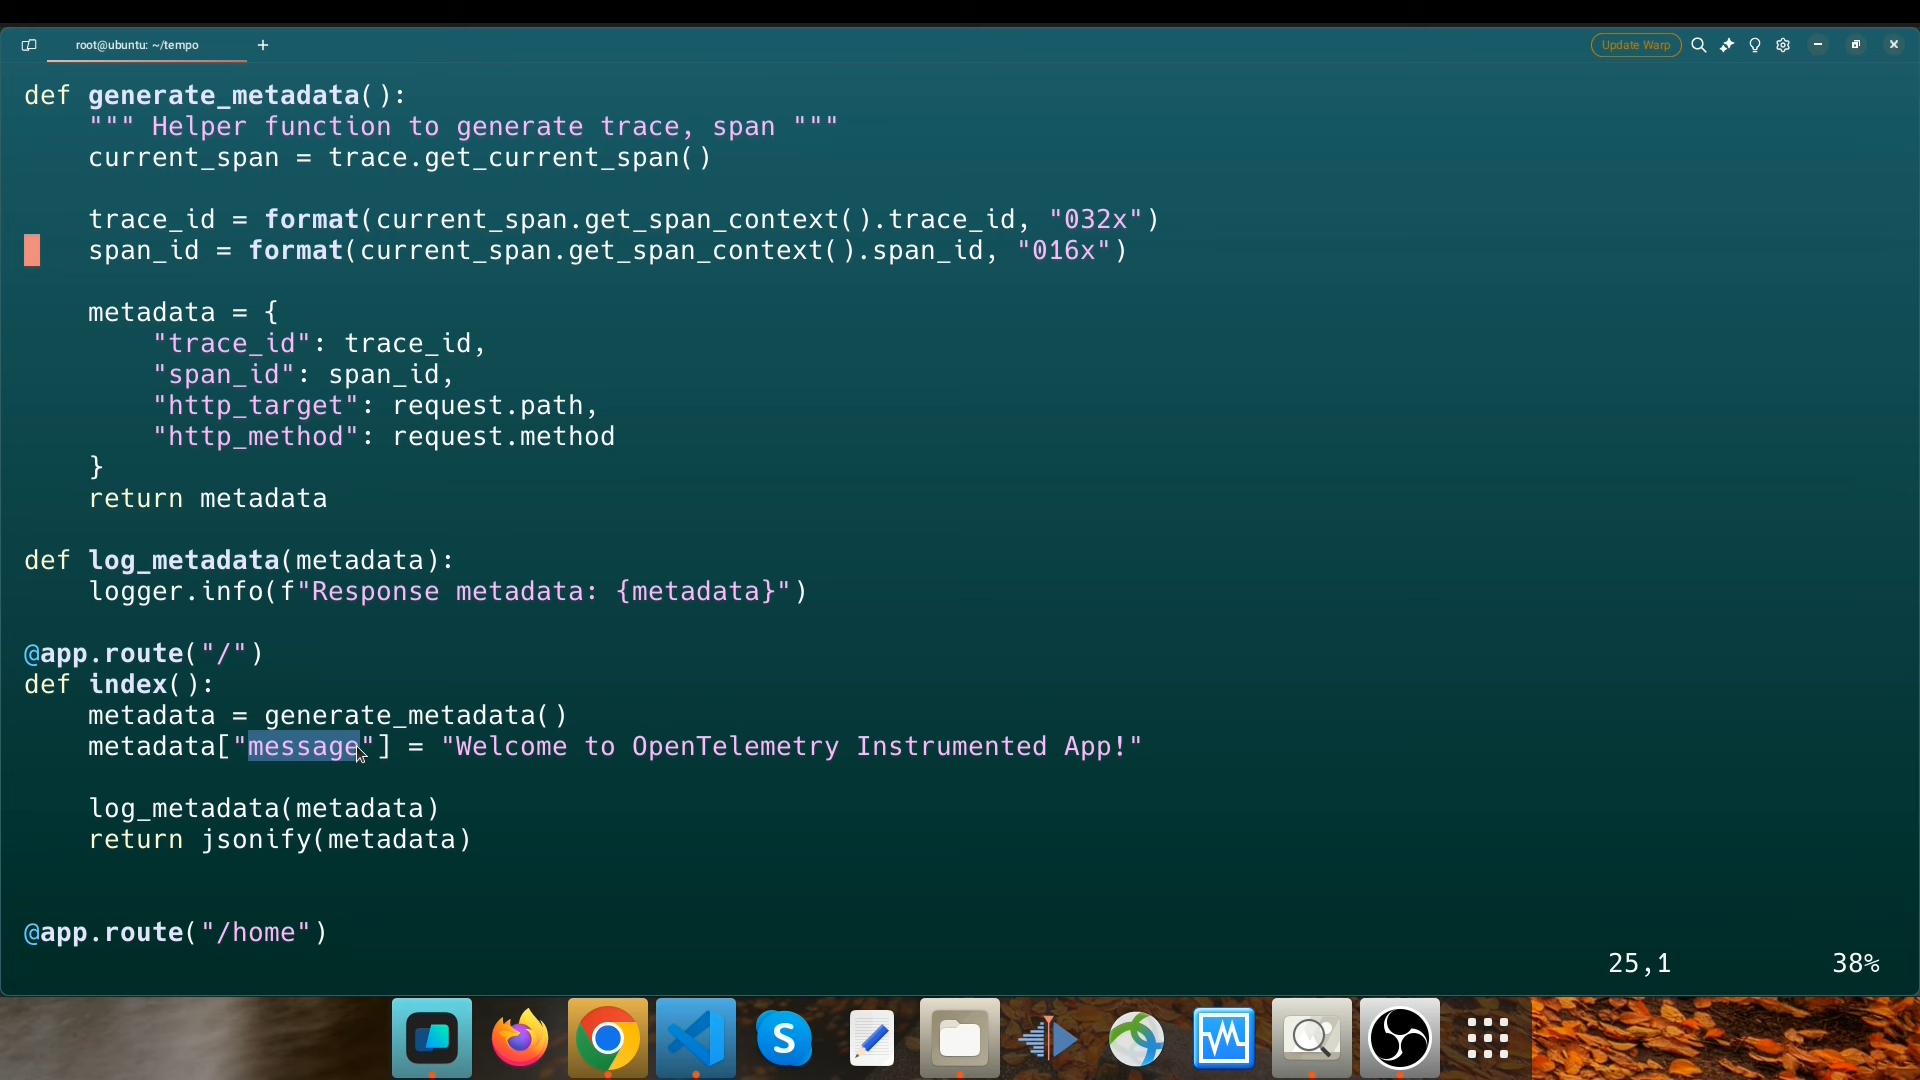 root@ubuntu: ~/tempo
+
Update Warp
def generate_metadata():
    """ Helper function to generate trace, span """
    current_span = trace.get_current_span()
    trace_id = format(current_span.get_span_context().trace_id, "032x")
    span_id = format(current_span.get_span_context().span_id, "016x")
    metadata = {
        "trace_id": trace_id,
        "span_id": span_id,
        "http_target": request.path,
        "http_method": request.method
    }
    return metadata
def log_metadata(metadata):
    logger.info(f"Response metadata: {metadata}")
@app.route("/")
def index():
    metadata = generate_metadata()
    metadata["message"] = "Welcome to OpenTelemetry Instrumented App!"
    log_metadata(metadata)
    return jsonify(metadata)
@app.route("/home")
25,1 38%
S